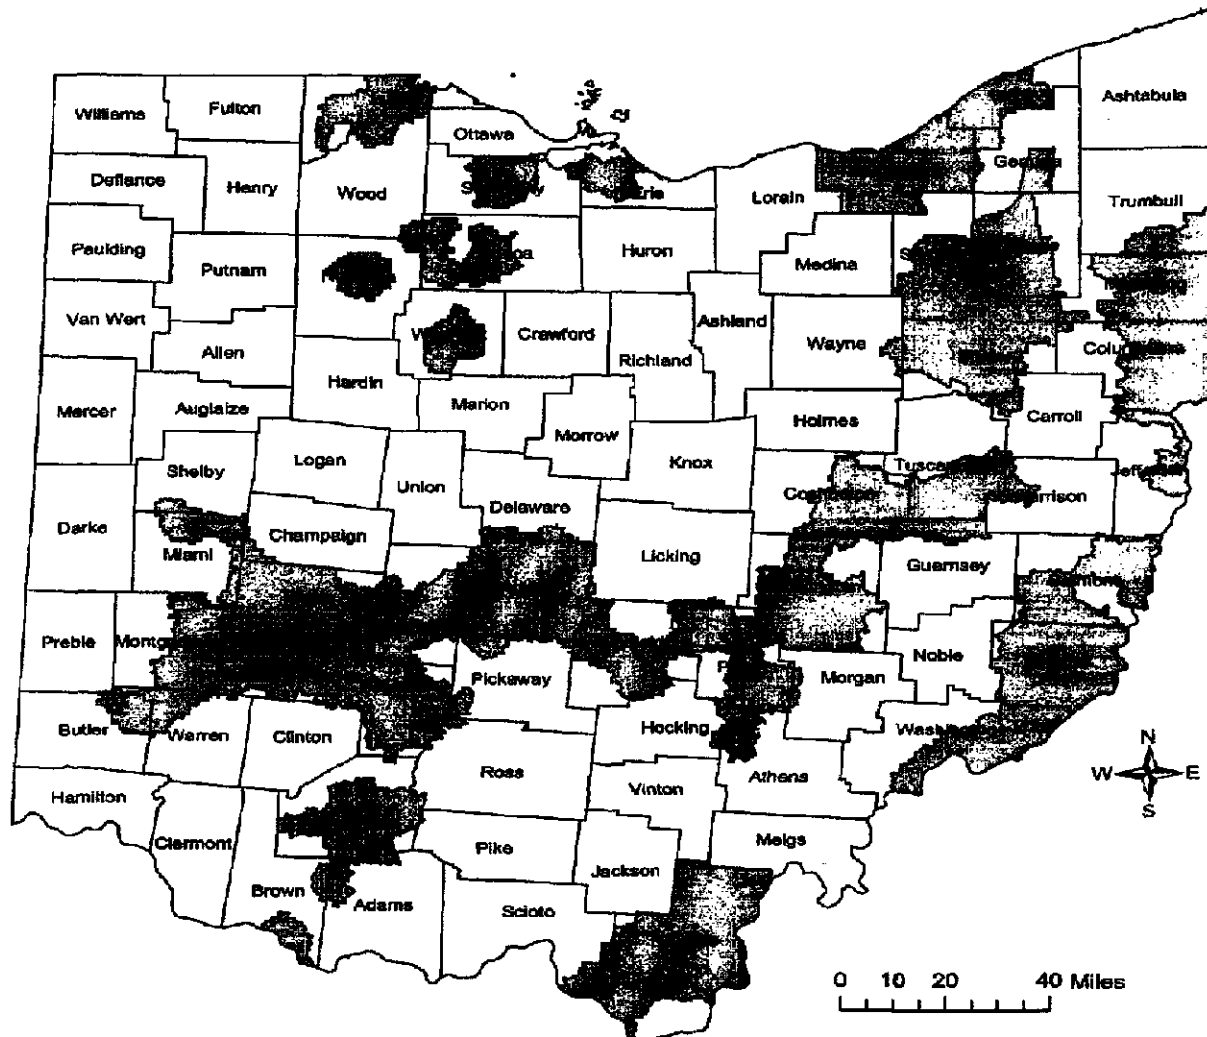 Williams
Fulton
Ottawa
Ashtabula
Defiance
Henry
Wood
Erie
Lorain
Trumbull
Paulding
Putnam
Huron
Medina
Van Wert
Allen
Crawford
Ashland
Wayne
Richland
Hardin
Mercer
Auglaize
Marion
Morrow
Holmes
Carroll
Shelby
Logan
Union
Knox
Darke
Champaign
Delaware
Miami
Licking
Guernsey
Preble
Noble
Pickaway
Morgan
Butler
Warren
Clinton
Hocking
Ross
Athens
Vinton
Hamilton
Clermont
Pike
Meigs
Jackson
Brown
Adams
Scioto
N
W E
S
0 10 20 40 Miles